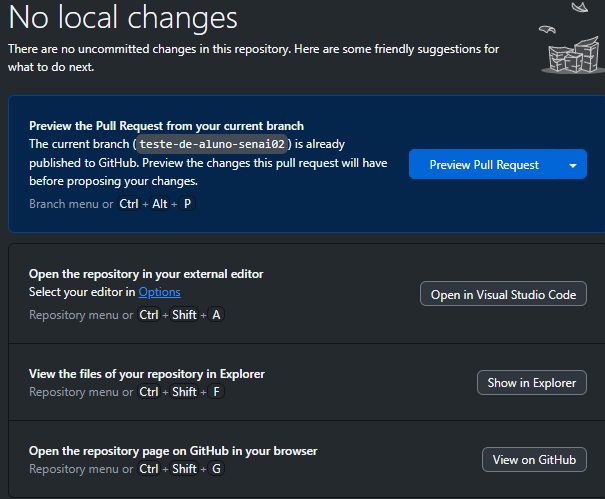 No local changes
There are no uncommitted changes in this repository. Here are some friendly suggestions for
what to do next.
Preview the Pull Request from your current branch
The current branch ( teste-de-aluno-senai02 ) is already
published to GitHub. Preview the changes this pull request will have
before proposing your changes.
Branch menu or Ctrl + Alt + P
Preview Pull Request
Open the repository in your external editor
Select your editor in Options
Repository menu or Ctrl + Shift + A
Open in Visual Studio Code
View the files of your repository in Explorer
Repository menu or Ctrl + Shift + F
Show in Explorer
Open the repository page on GitHub in your browser
Repository menu or Ctrl + Shift + G
View on GitHub